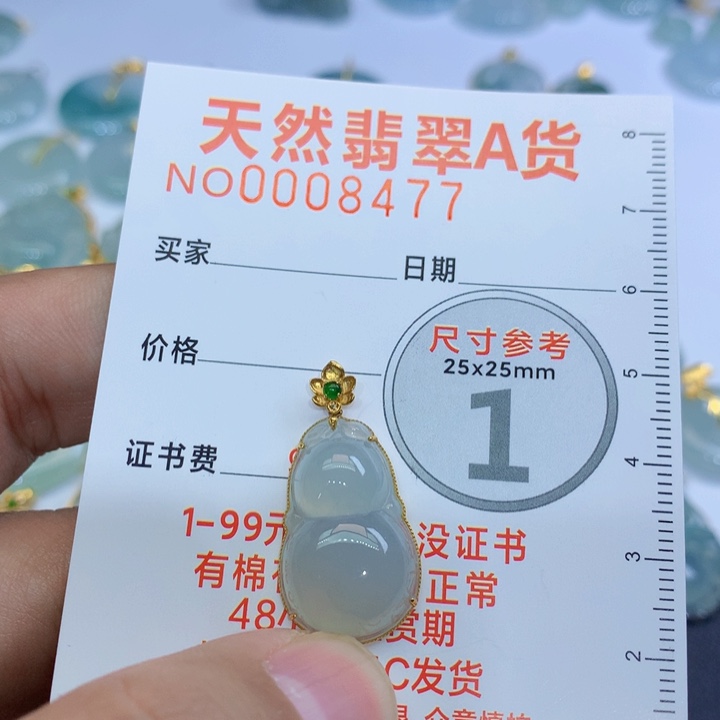 天然翡翠A货
NO0008477
买家
日期
价格
尺寸参考
25x25mm
1
证书费
1-99元 没证书
有棉 正常
48 赏期
C发货
8
7
6
5
4
3
2